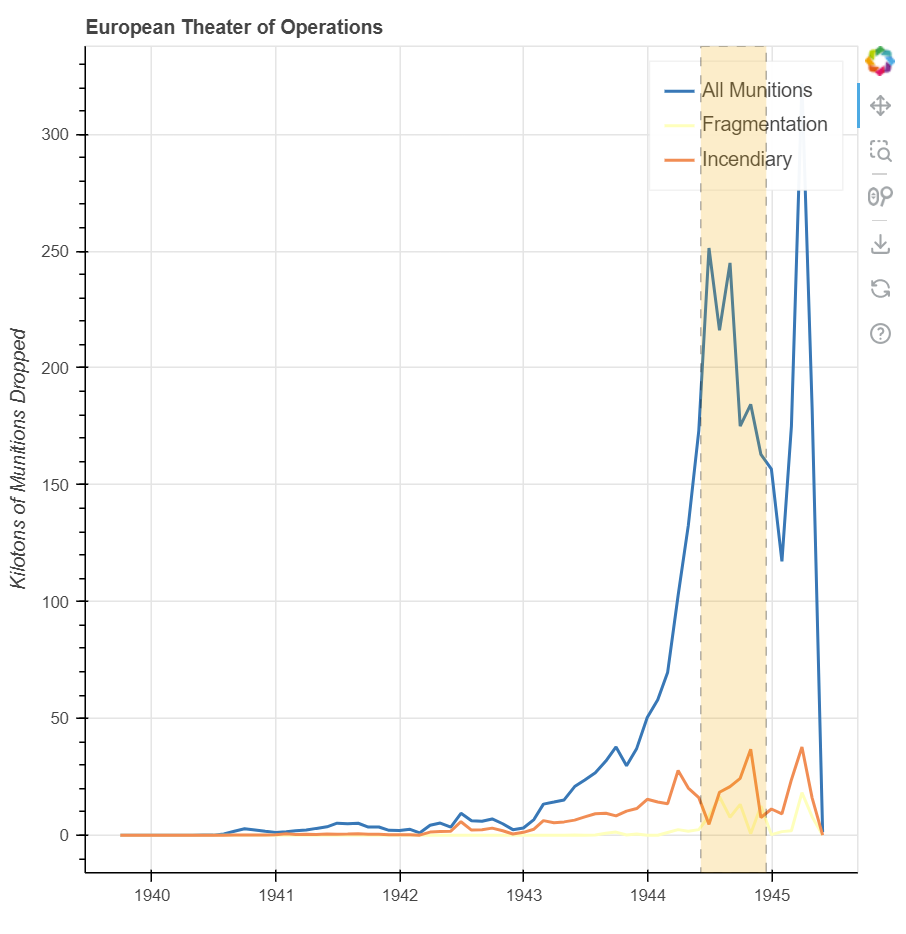 European Theater of Operations
All Munitions
Fragmentation
Incendiary
300
250
200
150
100
50
0
Kilotons of Munitions Dropped
1940 1941 1942 1943 1944 1945